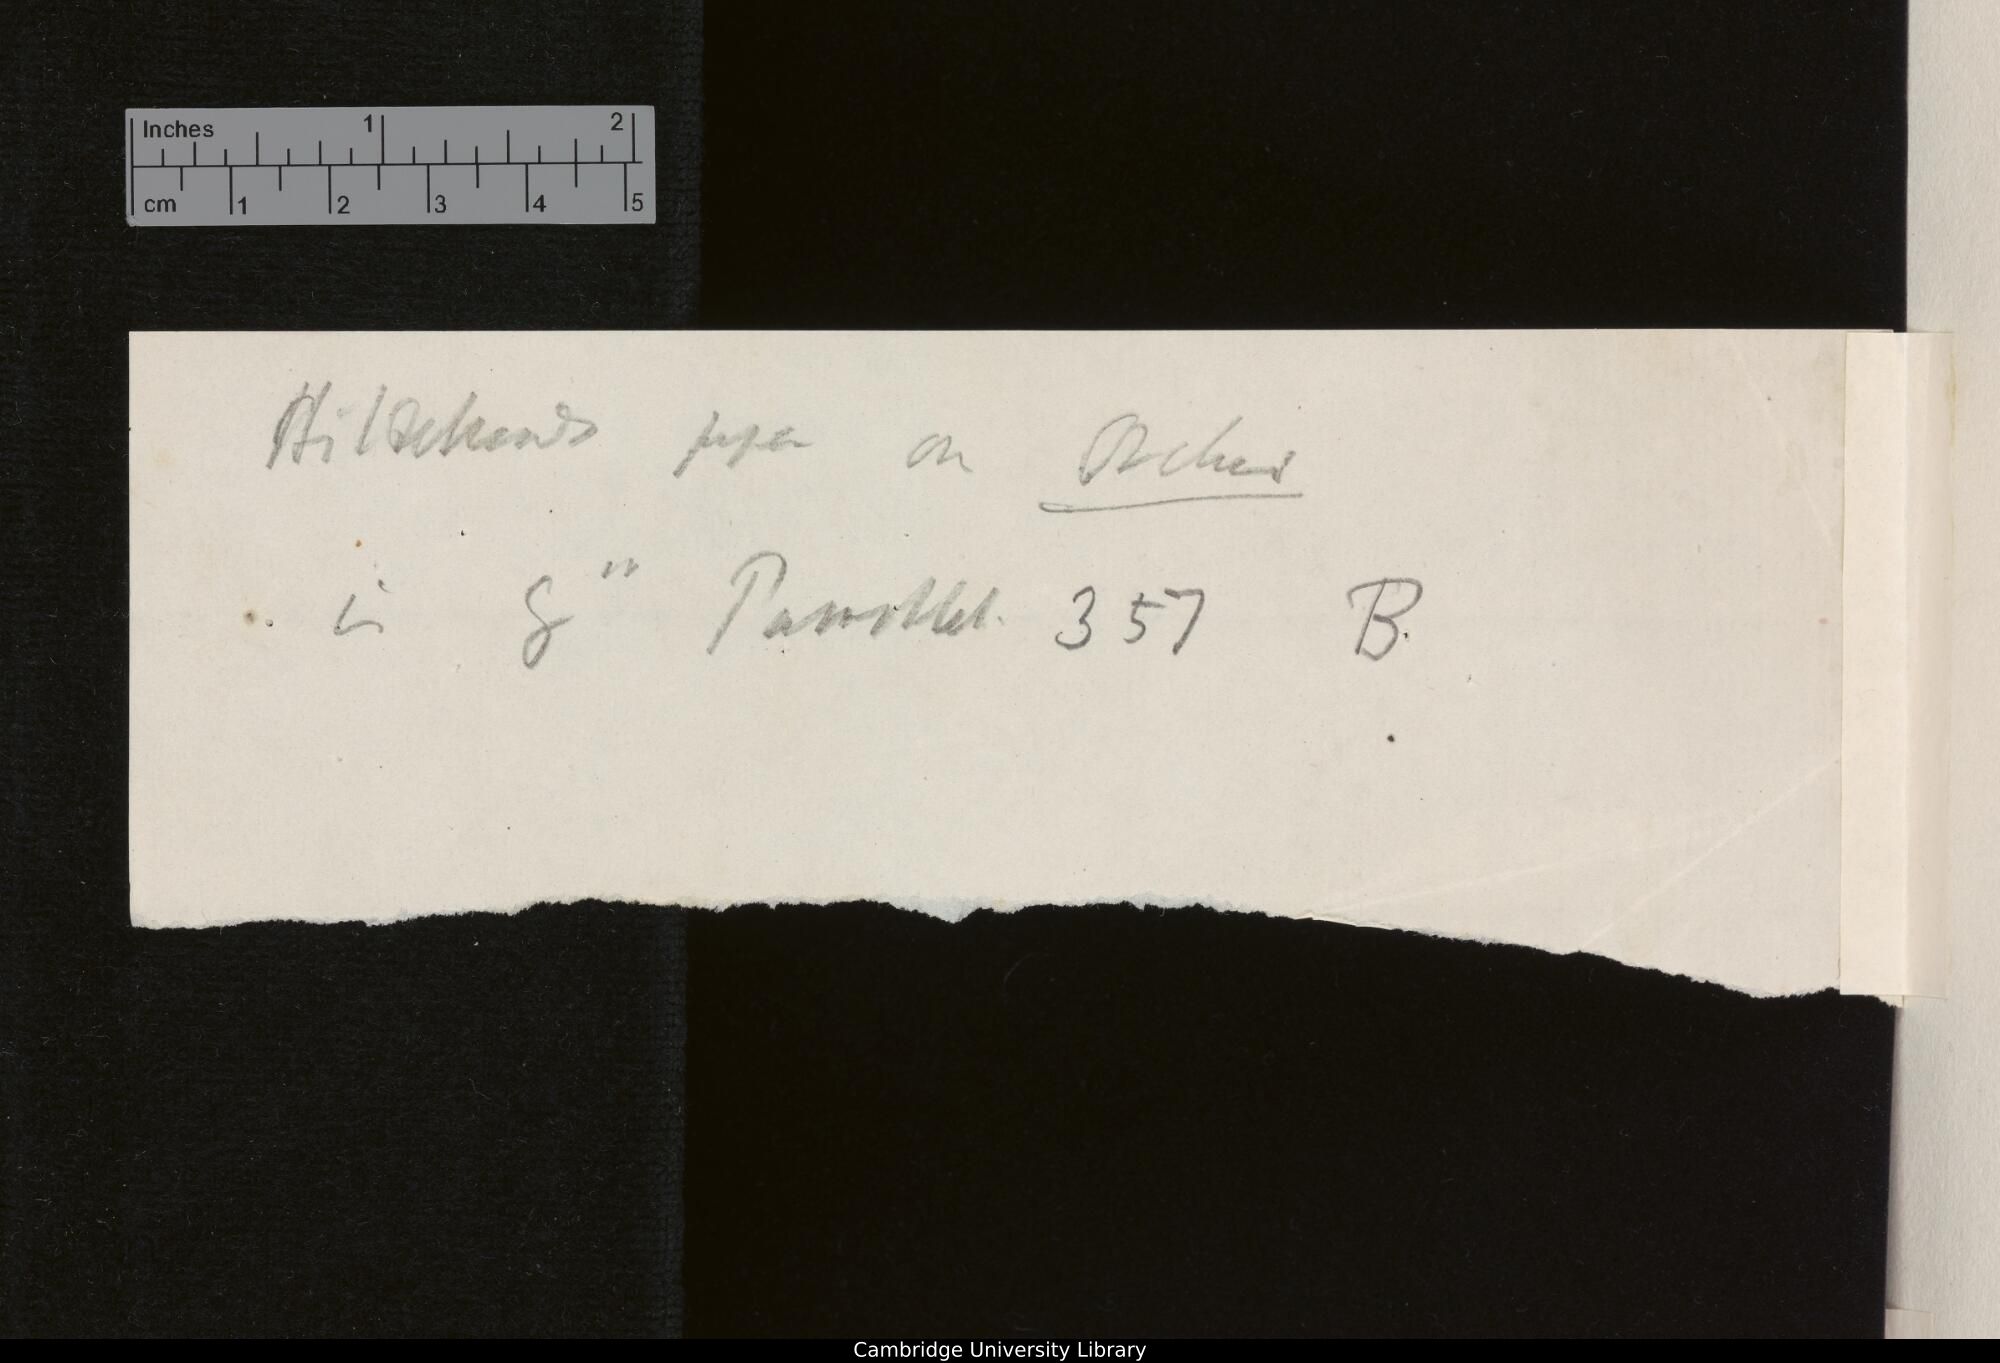 Inches 1 2
cm 1 2 3 4 5
Hildebrand's paper on Orchis
in 8vo Pamphlet. 357 B.
Cambridge University Library